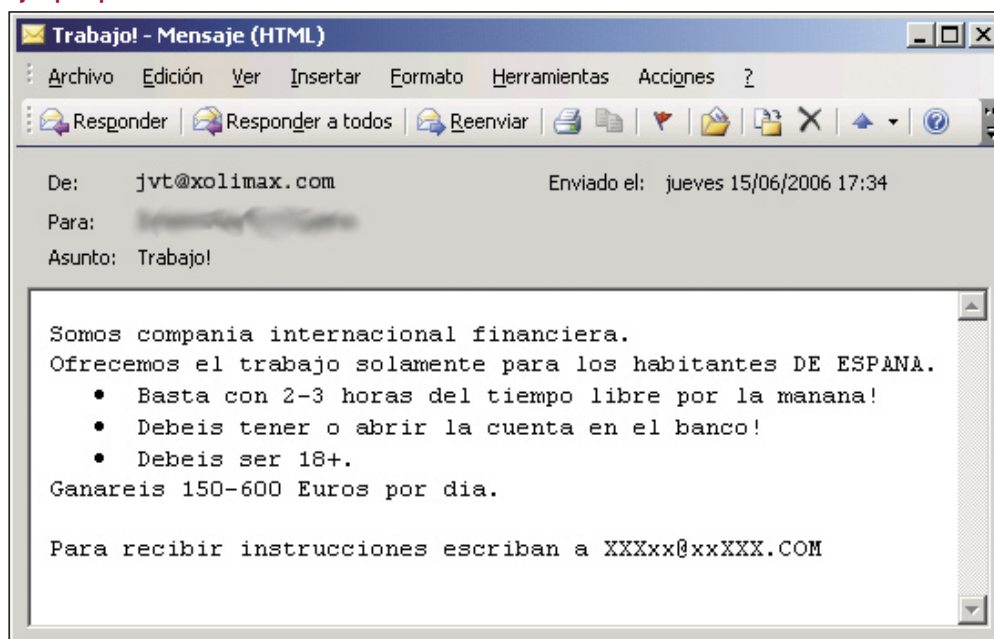 Trabajo! - Mensaje (HTML)
Archivo Edición Ver Insertar Formato Herramientas Acciones ?
Responder Responder a todos Reenviar
De: jvt@xolimax.com Enviado el: jueves 15/06/2006 17:34
Para:
Asunto: Trabajo!
Somos compania internacional financiera.
Ofrecemos el trabajo solamente para los habitantes DE ESPANA.
• Basta con 2-3 horas del tiempo libre por la manana!
• Debeis tener o abrir la cuenta en el banco!
• Debeis ser 18+.
Ganareis 150-600 Euros por dia.
Para recibir instrucciones escriban a XXXxx@xxXXX.COM